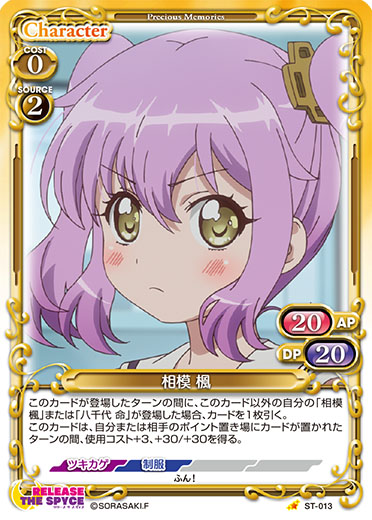 Precious Memories
Character
COST
0
SOURCE
2
20 AP
DP 20
相模 楓
このカードが登場したターンの間に、このカード以外の自分の「相模
楓」または「八千代 命」が登場した場合、カードを1枚引く。
このカードは、自分または相手のポイント置き場にカードが置かれた
ターンの間、使用コスト+3、+30/+30を得る。
ツキカゲ 制服
ふん!
RELEASE
THE SPYCE
©SORASAKI.F
ST-013